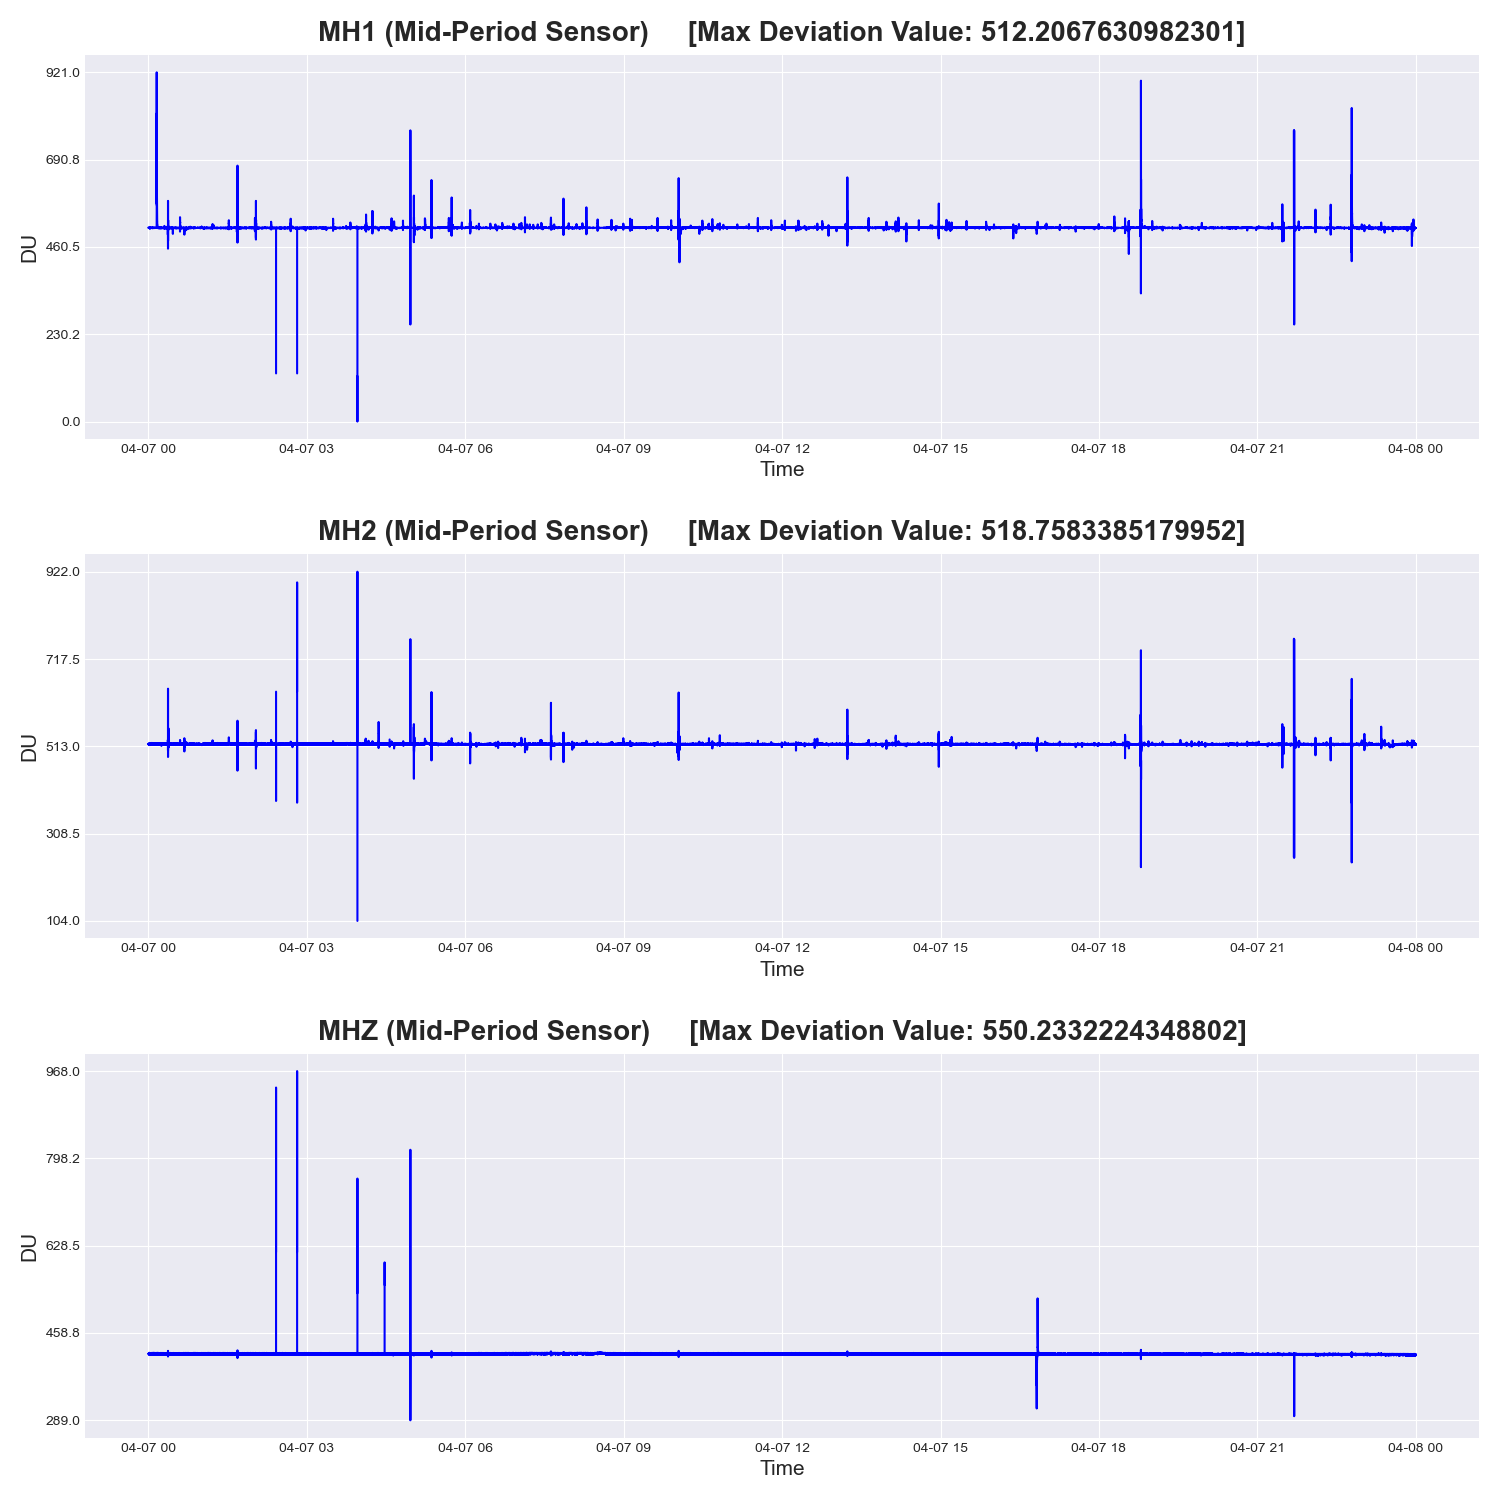 MH1 (Mid-Period Sensor) [Max Deviation Value: 512.2067630982301]
921.0
690.8
460.5
230.2
0.0
DU
04-07 00 04-07 03 04-07 06 04-07 09 04-07 12 04-07 15 04-07 18 04-07 21 04-08 00
Time
MH2 (Mid-Period Sensor) [Max Deviation Value: 518.7583385179952]
922.0
717.5
513.0
308.5
104.0
DU
04-07 00 04-07 03 04-07 06 04-07 09 04-07 12 04-07 15 04-07 18 04-07 21 04-08 00
Time
MHZ (Mid-Period Sensor) [Max Deviation Value: 550.2332224348802]
968.0
798.2
628.5
458.8
289.0
DU
04-07 00 04-07 03 04-07 06 04-07 09 04-07 12 04-07 15 04-07 18 04-07 21 04-08 00
Time